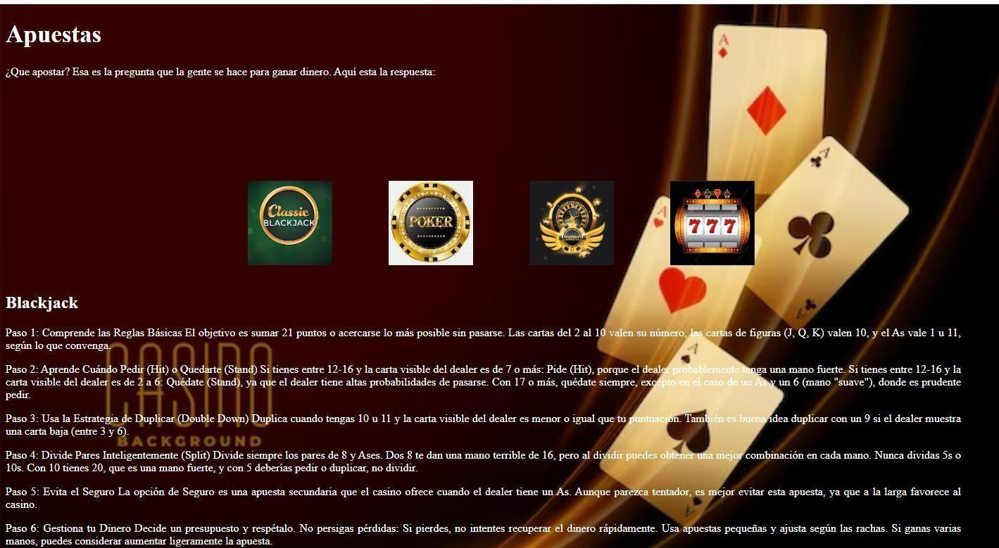 Apuestas
¿Que apostar? Esa es la pregunta que la gente se hace para ganar dinero. Aquí esta la respuesta:
Classic
BLACKJACK
POKER
777
Blackjack
Paso 1: Comprende las Reglas Básicas El objetivo es sumar 21 puntos o acercarse lo más posible sin pasarse. Las cartas del 2 al 10 valen su número, las cartas de figuras (J, Q, K) valen 10, y el As vale 1 u 11,
según lo que convenga.
Paso 2: Aprende Cuándo Pedir (Hit) o Quedarte (Stand) Si tienes entre 12-16 y la carta visible del dealer es de 7 o más: Pide (Hit), porque el dealer probablemente tenga una mano fuerte. Si tienes entre 12-16 y la
carta visible del dealer es de 2 a 6: Quédate (Stand), ya que el dealer tiene altas probabilidades de pasarse. Con 17 o más, quédate siempre, excepto en el caso de un As y un 6 (mano "suave"), donde es prudente
pedir.
Paso 3: Usa la Estrategia de Duplicar (Double Down) Duplica cuando tengas 10 u 11 y la carta visible del dealer es menor o igual que tu puntuación. También es buena idea duplicar con un 9 si el dealer muestra
una carta baja (entre 3 y 6).
Paso 4: Divide Pares Inteligentemente (Split) Divide siempre los pares de 8 y Ases. Dos 8 te dan una mano terrible de 16, pero al dividir puedes obtener una mejor combinación en cada mano. Nunca dividas 5s o
10s. Con 10 tienes 20, que es una mano fuerte, y con 5 deberías pedir o duplicar, no dividir.
Paso 5: Evita el Seguro La opción de Seguro es una apuesta secundaria que el casino ofrece cuando el dealer tiene un As. Aunque parezca tentador, es mejor evitar esta apuesta, ya que a la larga favorece al
casino.
Paso 6: Gestiona tu Dinero Decide un presupuesto y respétalo. No persigas pérdidas: Si pierdes, no intentes recuperar el dinero rápidamente. Usa apuestas pequeñas y ajusta según las rachas. Si ganas varias
manos, puedes considerar aumentar ligeramente la apuesta.
CASINO
BACKGROUND
A
A
A
A